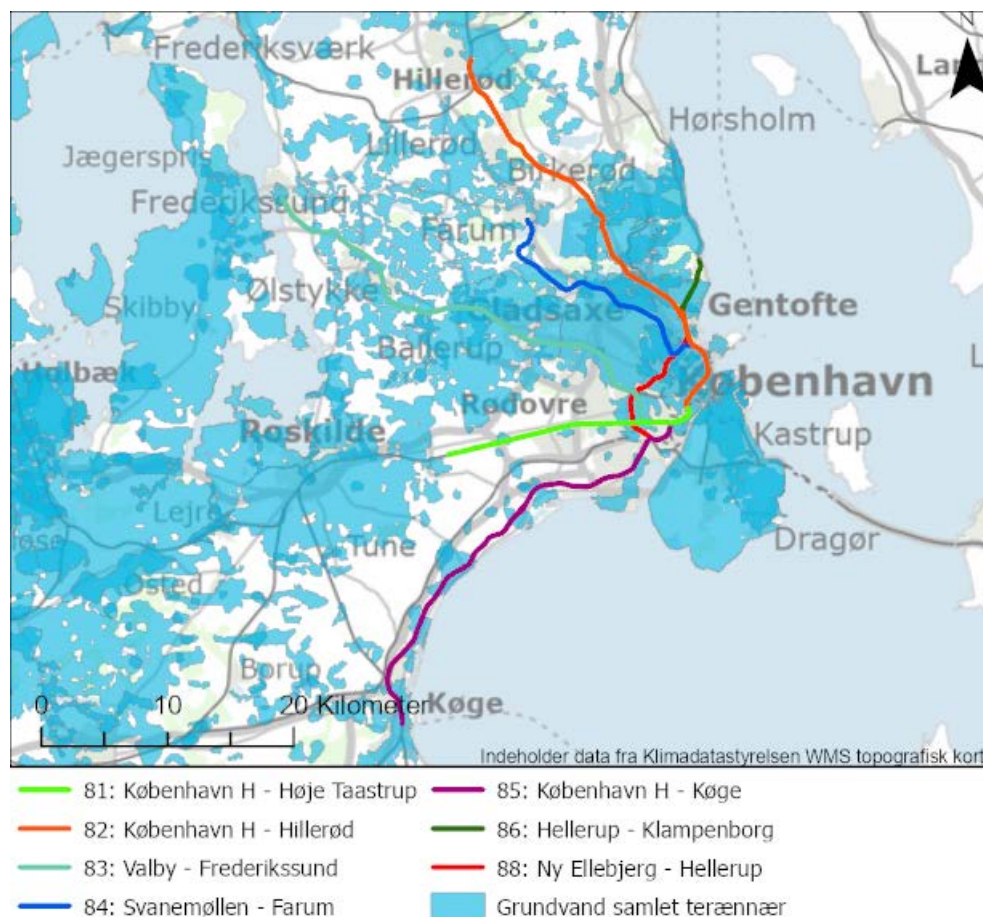 N
Frederiksværk
Hillerød
Hørsholm
Lillerød
Jægerspris
Birkerød
Frederikssund
Farum
Ølstykke
Skibby
Gladsaxe
Gentofte
Ballerup
Holbæk
København
Rødovre
Roskilde
Kastrup
Lejre
Tune
Dragør
Osted
Borup
0 10 20 Kilometer
Køge
Indeholder data fra Klimadatastyrelsen WMS topografisk kort
81: København H - Høje Taastrup
85: København H - Køge
82: København H - Hillerød
86: Hellerup - Klampenborg
83: Valby - Frederikssund
88: Ny Ellebjerg - Hellerup
84: Svanemøllen - Farum
Grundvand samlet terænnær